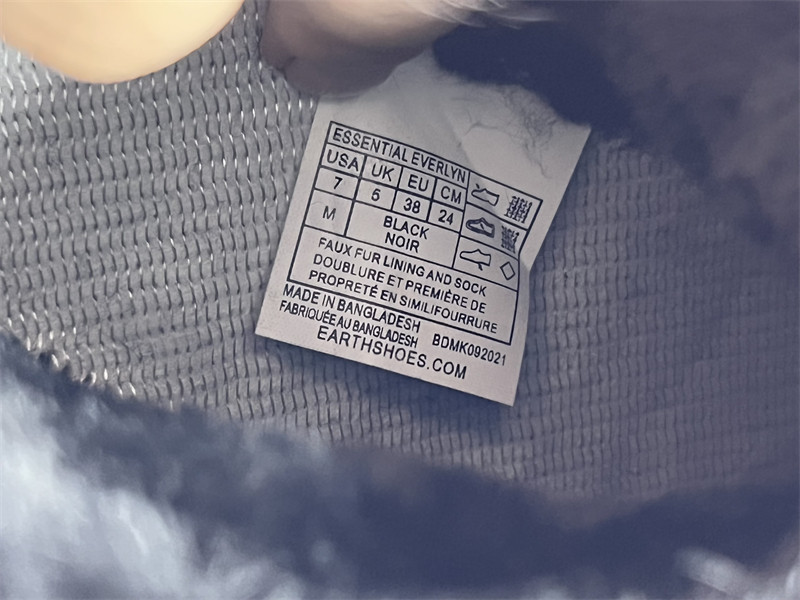 ESSENTIAL EVERLYN
USA UK EU CM
7 5 38 24
M BLACK
NOIR
FAUX FUR LINING AND SOCK
DOUBLURE ET PREMIÈRE DE
PROPRETÉ EN SIMILIFOURRURE
MADE IN BANGLADESH
FABRIQUÉE AU BANGLADESH BDMK092021
EARTHSHOES.COM